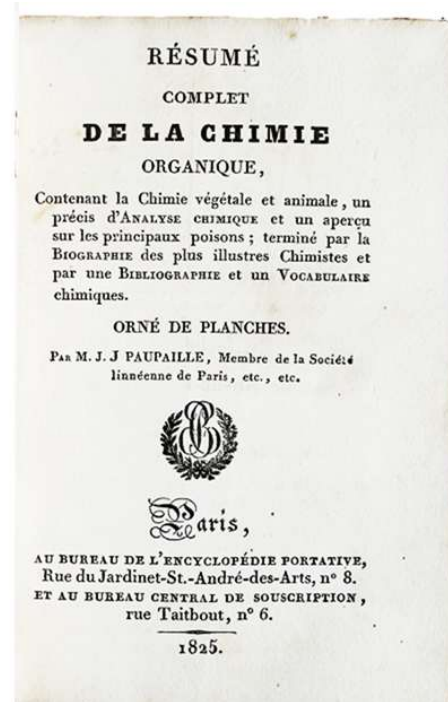 RÉSUMÉ
COMPLET
DE LA CHIMIE
ORGANIQUE,
Contenant la Chimie végétale et animale, un
précis d'ANALYSE CHIMIQUE et un aperçu
sur les principaux poisons; terminé par la
BIOGRAPHIE des plus illustres Chimistes et
par une BIBLIOGRAPHIE et un VOCABULAIRE
chimiques.
ORNÉ DE PLANCHES.
PAR M. J. J PAUPAILLE, Membre de la Société
linnéenne de Paris, etc., etc.
Paris,
AU BUREAU DE L'ENCYCLOPÉDIE PORTATIVE,
Rue du Jardinet-St.-André-des-Arts, nº 8.
ET AU BUREAU CENTRAL DE SOUSCRIPTION,
rue Taitbout, nº 6.
1825.